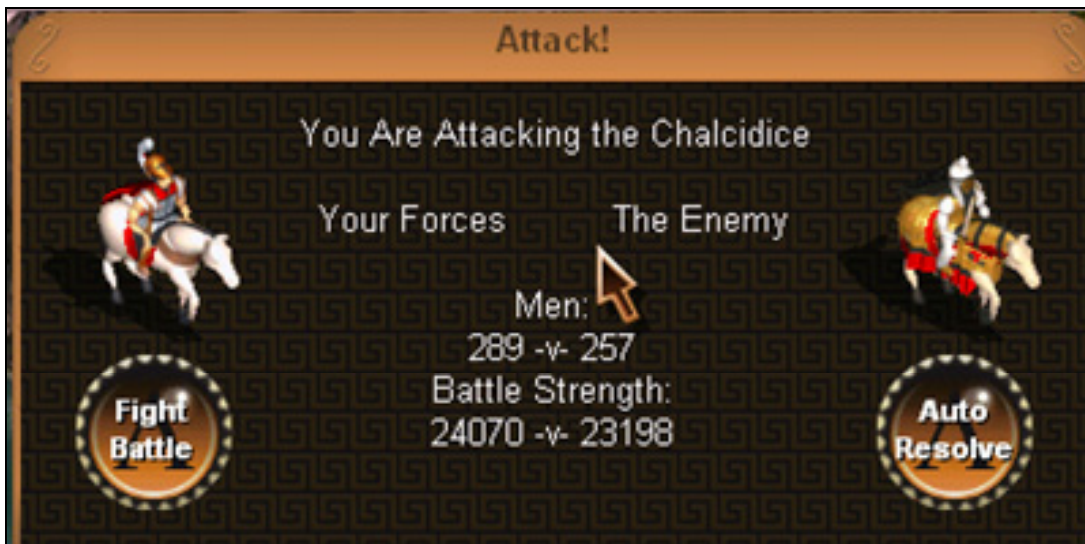 Attack!
You Are Attacking the Chalcidice
Your Forces
The Enemy
Men:
289 -v- 257
Battle Strength:
24070 -v- 23198
Fight
Battle
Auto
Resolve